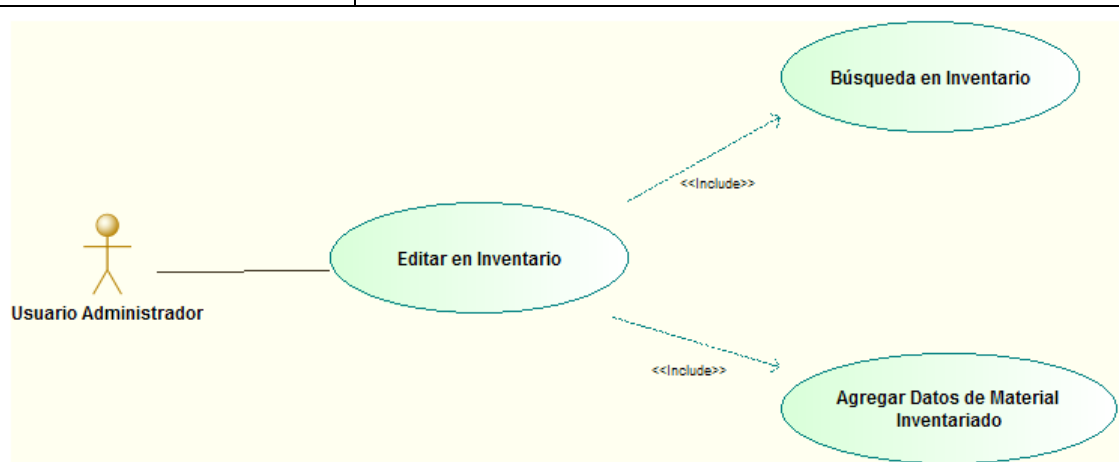 Búsqueda en Inventario
<<Include>>
Editar en Inventario
Usuario Administrador
<<Include>>
Agregar Datos de Material
Inventariado